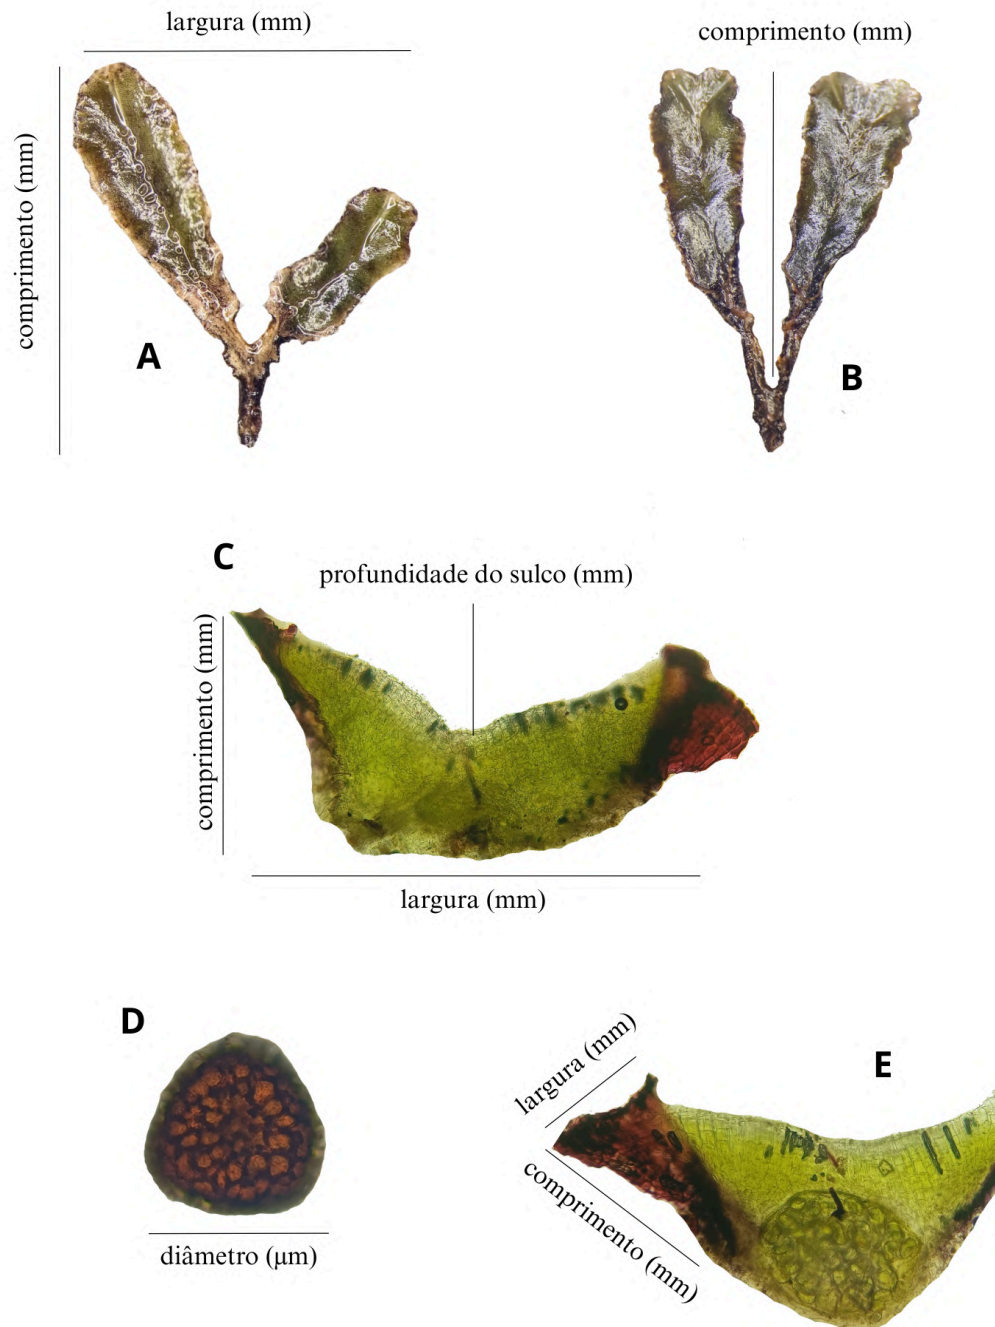 largura (mm)
comprimento (mm)
comprimento (mm)
A
B
C
profundidade do sulco (mm)
comprimento (mm)
largura (mm)
D
diâmetro (μm)
E
largura (mm)
comprimento (mm)